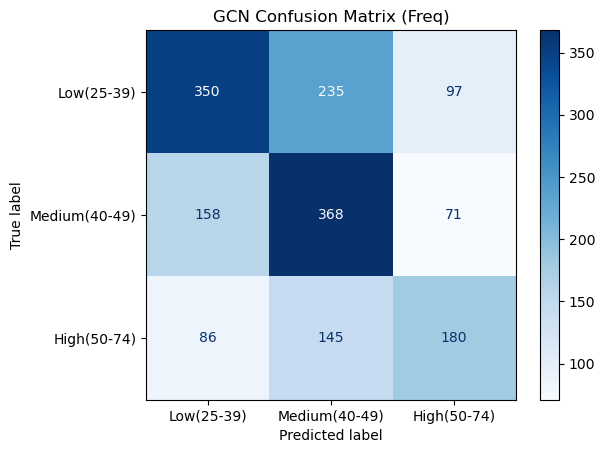 GCN Confusion Matrix (Freq)
True label
Low(25-39)
350
235
97
Medium(40-49)
158
368
71
High(50-74)
86
145
180
Low(25-39)
Medium(40-49)
High(50-74)
Predicted label
350
300
250
200
150
100